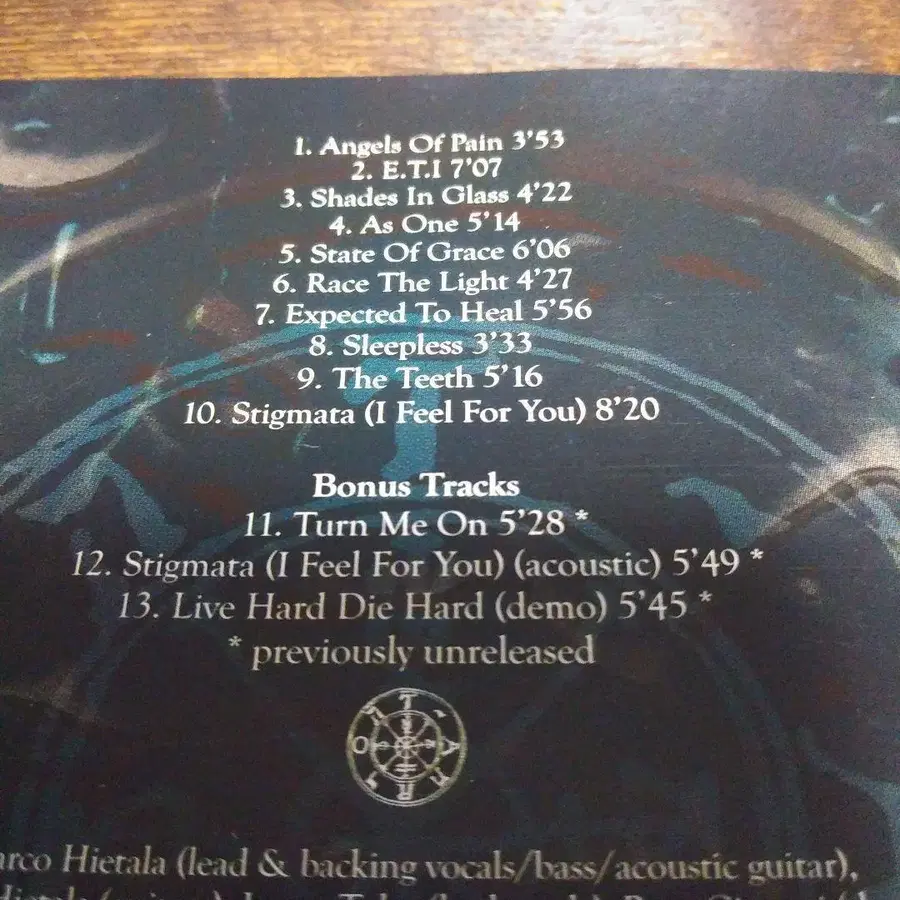 1. Angels Of Pain 3'53
2. E.T.I 7'07
3. Shades In Glass 4'22
4. As One 5'14
5. State Of Grace 6'06
6. Race The Light 4'27
7. Expected To Heal 5'56
8. Sleepless 3'33
9. The Teeth 5'16
10. Stigmata (I Feel For You) 8'20
Bonus Tracks
11. Turn Me On 5'28 *
12. Stigmata (I Feel For You) (acoustic) 5'49 *
13. Live Hard Die Hard (demo) 5'45 *
* previously unreleased
arco Hietala (lead & backing vocals/bass/acoustic guitar),